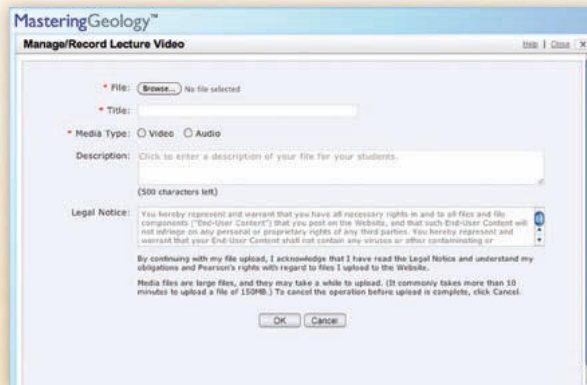 MasteringGeology™
Manage/Record Lecture Video
Help | Close X
* File: Browse... No file selected
* Title:
* Media Type: Video Audio
Description: Click to enter a description of your file for your students.
(500 characters left)
Legal Notice: You hereby represent and warrant that you have all necessary rights in and to all files and file
components ("End-User Content") that you post on the Website, and that such End-User Content will
not infringe on any personal or proprietary rights of any third parties. You hereby represent and
warrant that your End-User Content shall not contain any viruses or other contaminating or
By continuing with my file upload, I acknowledge that I have read the Legal Notice and understand my
obligations and Pearson's rights with regard to files I upload to the Website.
Media files are large files, and they may take a while to upload. (It commonly takes more than 10
minutes to upload a file of 150MB.) To cancel the operation before upload is complete, click Cancel.
OK Cancel